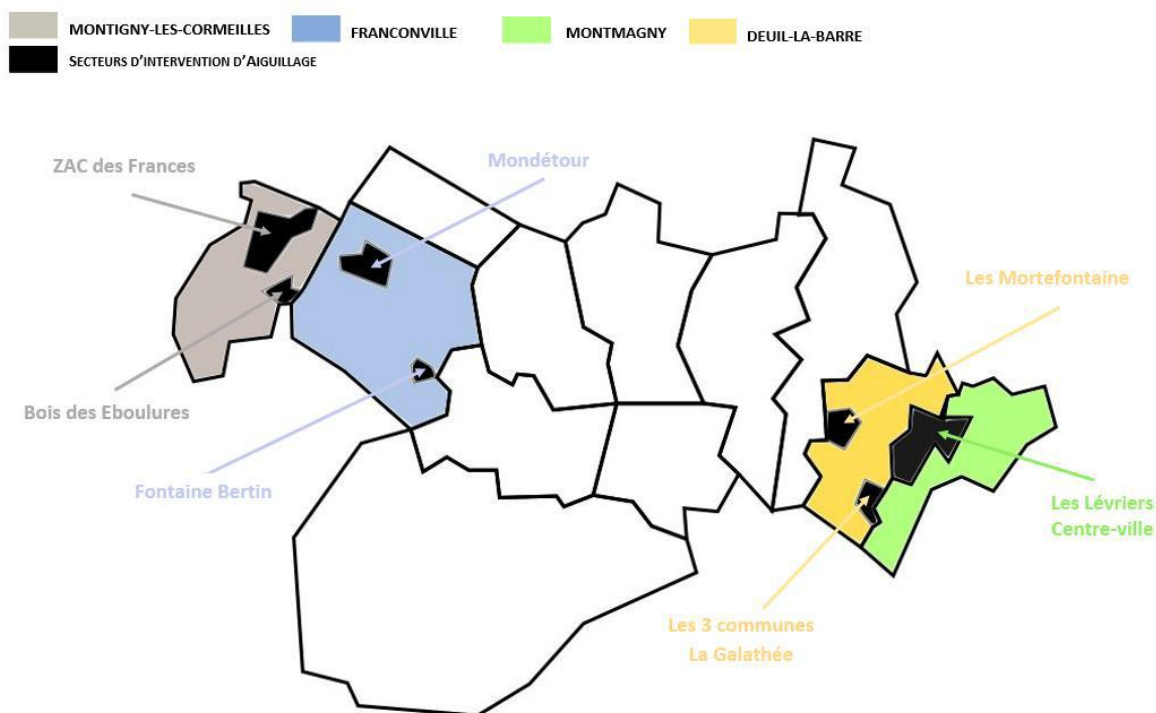 MONTIGNY-LES-CORMEILLES
FRANCONVILLE
MONTMAGNY
DEUIL-LA-BARRE
SECTEURS D'INTERVENTION D'AIGUILLAGE
ZAC des Frances
Mondétour
Les Mortefontaine
Bois des Eboulures
Fontaine Bertin
Les Lévriers
Centre-ville
Les 3 communes
La Galathée